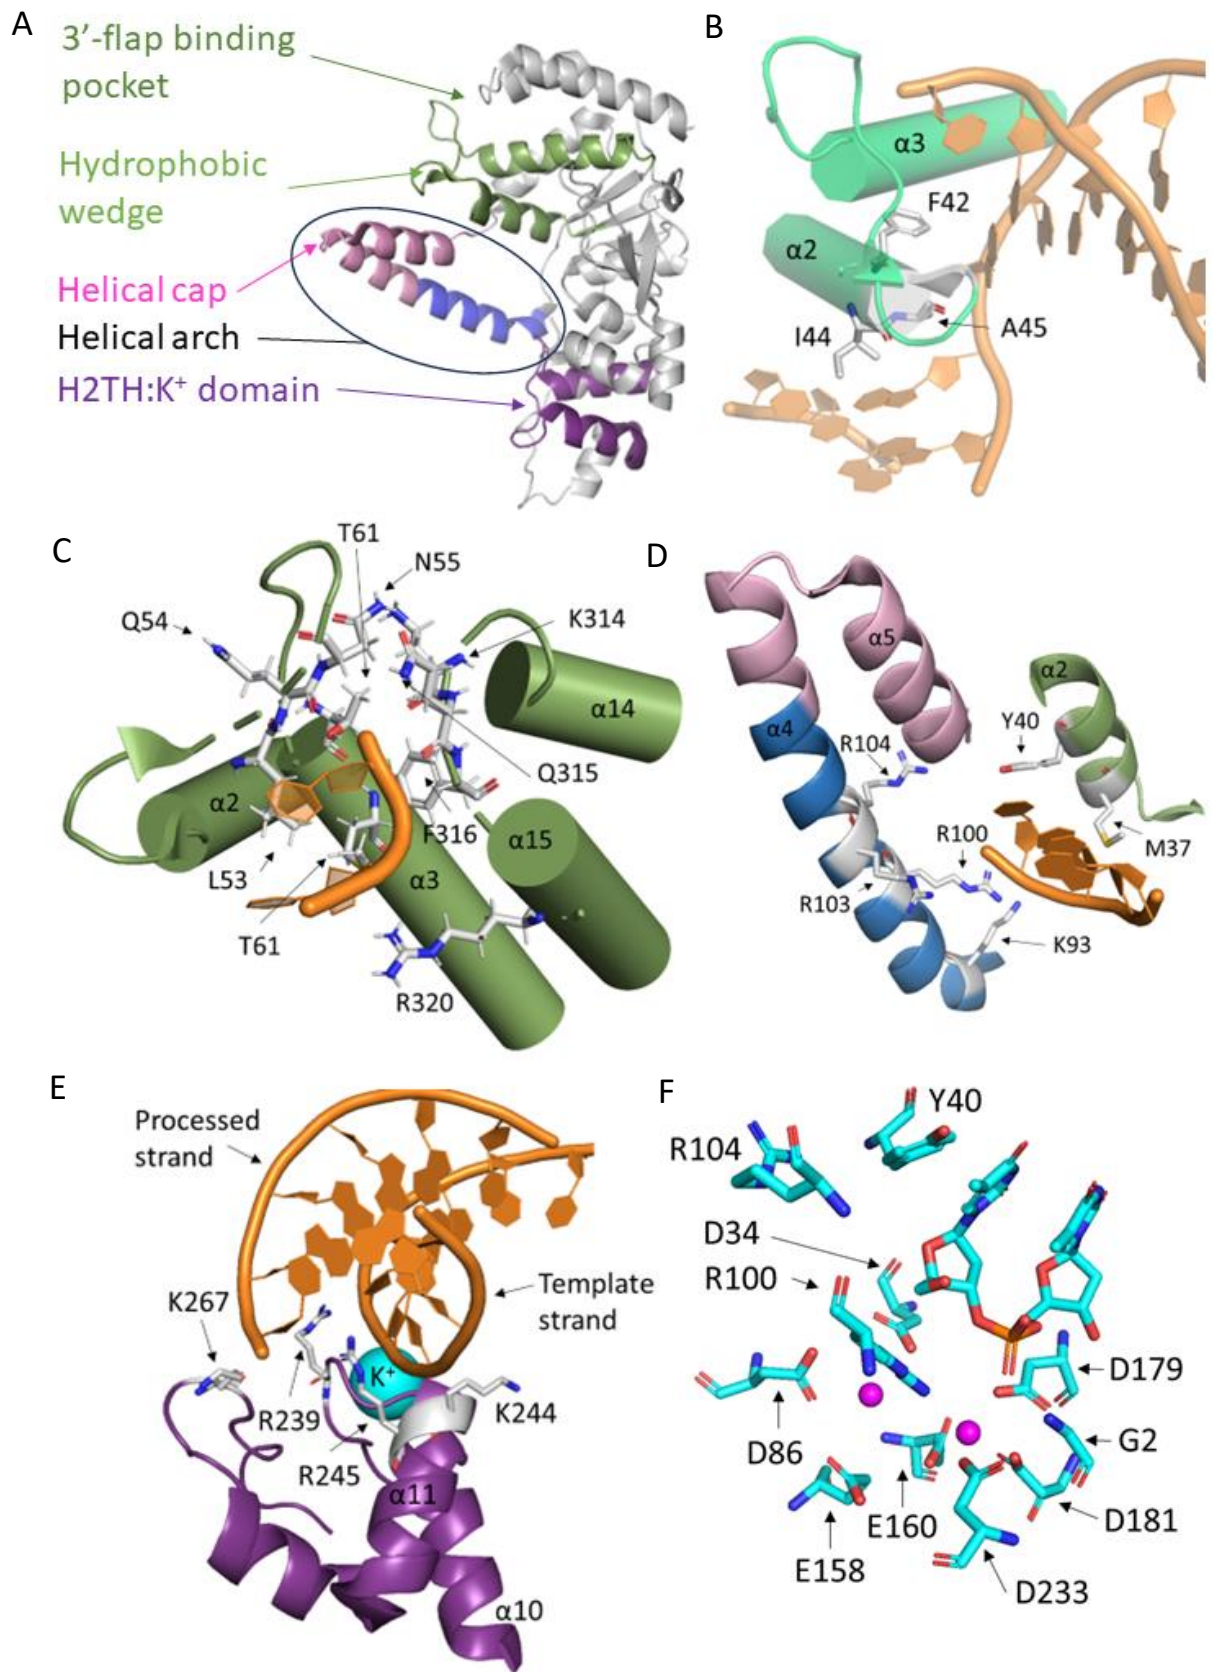 A
3’-flap binding
pocket
Hydrophobic
wedge
Helical cap
Helical arch
H2TH:K⁺ domain
B
α3
F42
α2
I44
A45
C
T61
N55
Q54
K314
α14
Q315
α2
F316
α15
L53
α3
T61
R320
D
α5
α2
α4
Y40
R104
R100
M37
R103
K93
E
Processed
strand
Template
strand
K267
K⁺
R239
K244
R245
α11
α10
F
Y40
R104
D34
R100
D179
D86
G2
E160
D181
E158
D233